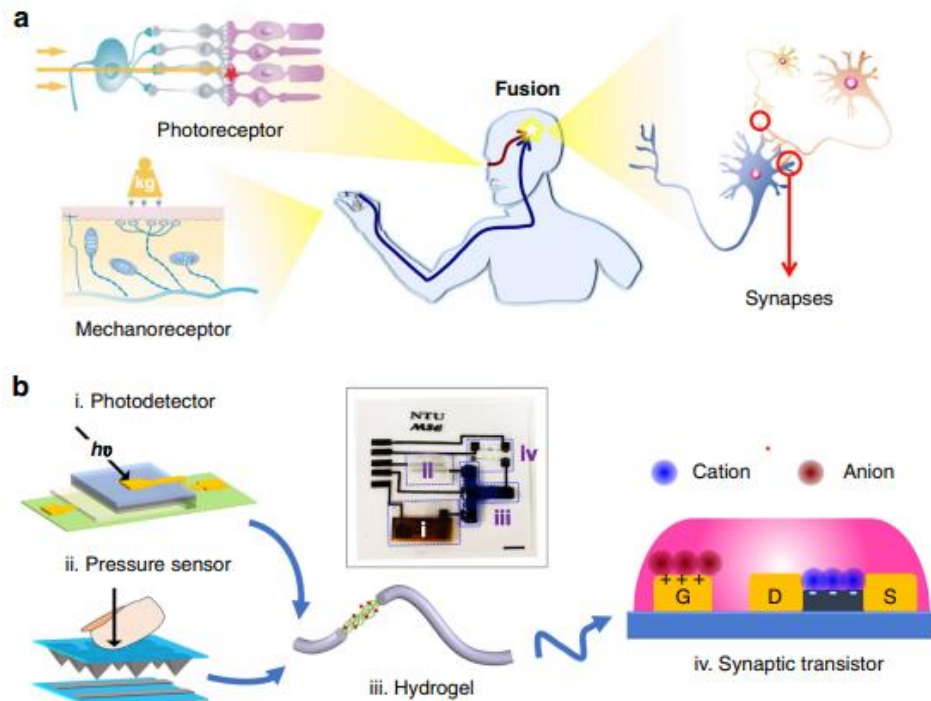 a
Photoreceptor
kg
Mechanoreceptor
Fusion
Synapses
b
i. Photodetector
hυ
ii. Pressure sensor
NTU
MSE
iv
ii
iii
i
iii. Hydrogel
Cation
Anion
+ + +
G
D
- - -
S
iv. Synaptic transistor